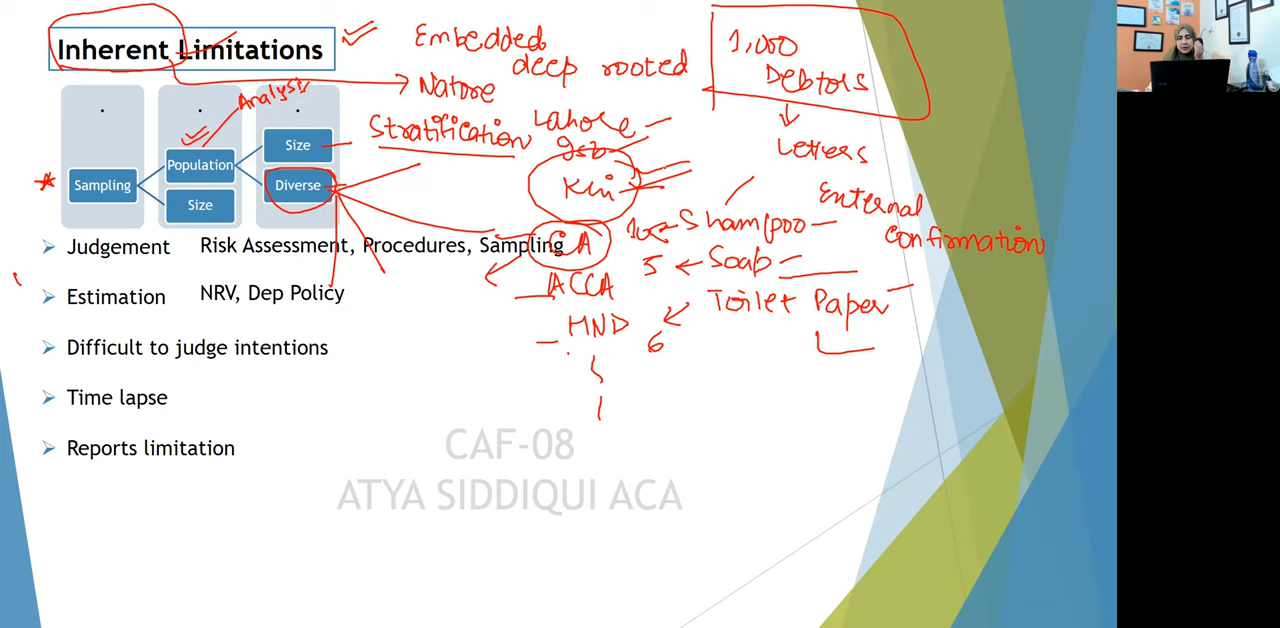 Inherent Limitations
Embedded
deep rooted
Nature
1,000
Debtors
Letters
External
confirmation
Analysis
Stratification
Lahore
Isb
Khi
Sampling
Population
Size
Size
Diverse
Judgement
Risk Assessment, Procedures, Sampling
Estimation
NRV, Dep Policy
Difficult to judge intentions
Time lapse
Reports limitation
CA
ACCA
HND
Shampoo
5
Soap
6
Toilet Paper
CAF-08
ATYA SIDDIQUI ACA